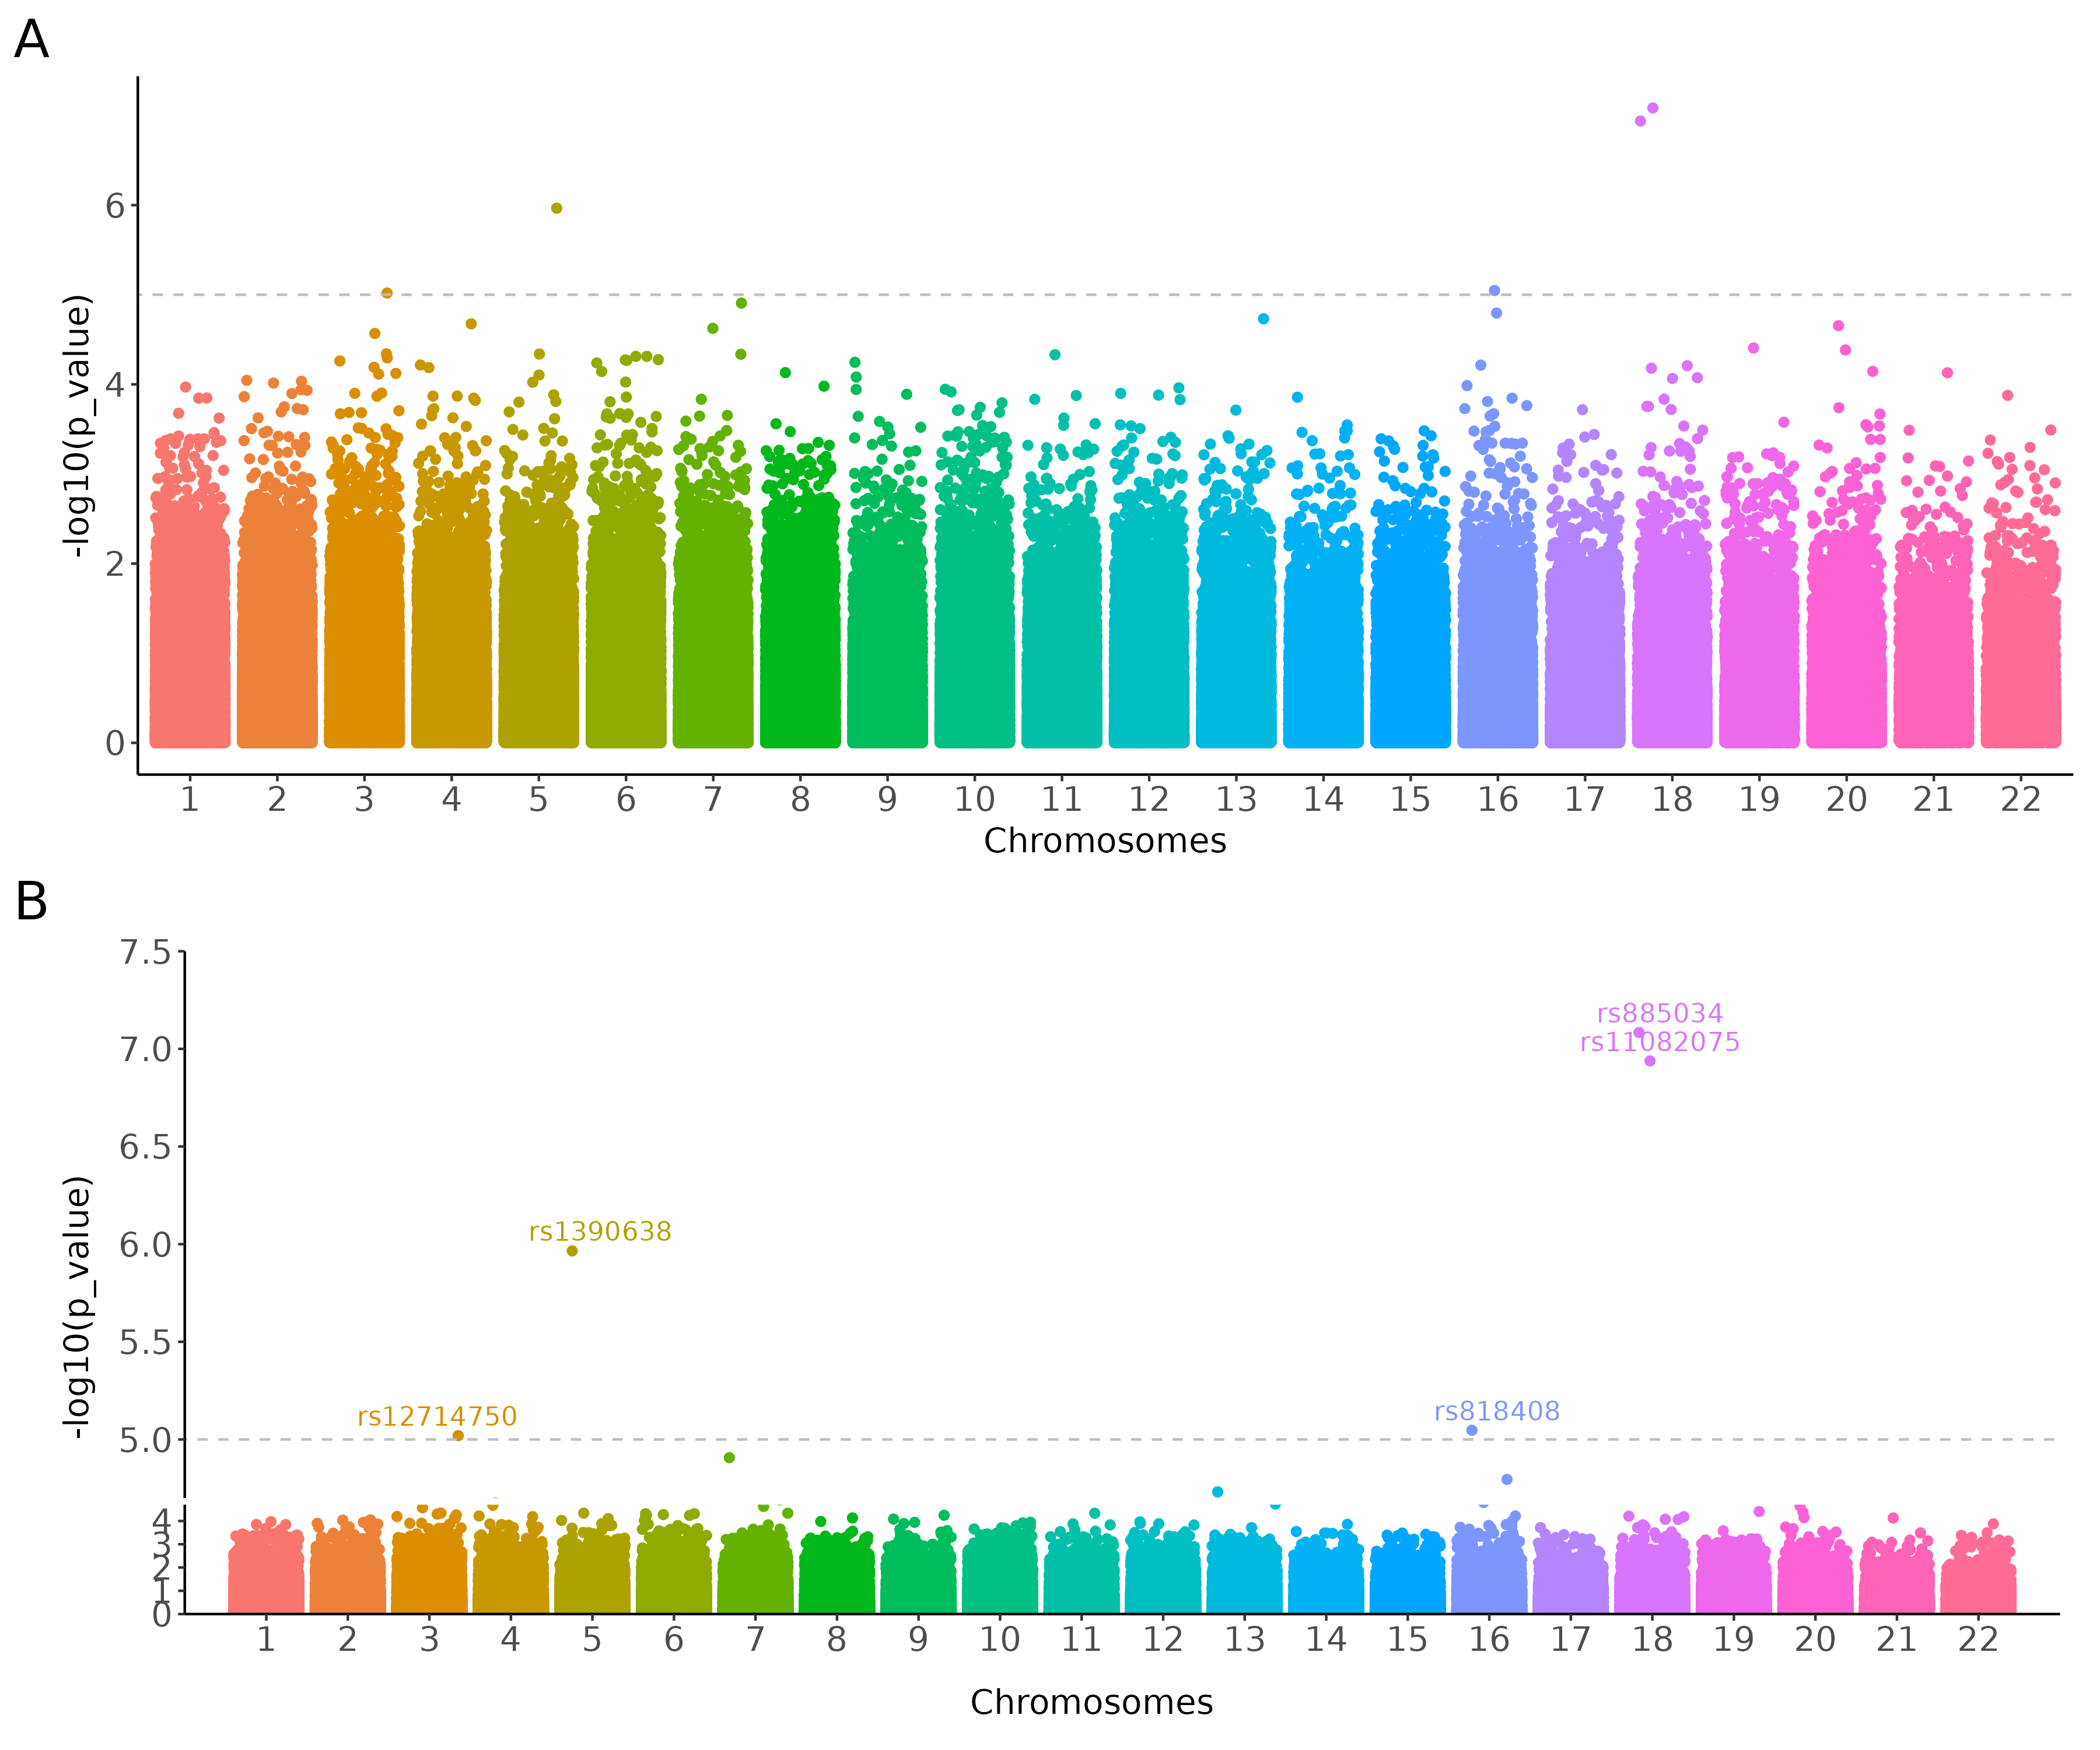 A
6
4
2
0
-log10(p_value)
1 2 3 4 5 6 7 8 9 10 11 12 13 14 15 16 17 18 19 20 21 22
Chromosomes
B
7.5
7.0
6.5
6.0
5.5
5.0
4
3
2
1
0
-log10(p_value)
rs885034
rs11082075
rs1390638
rs12714750
rs818408
1 2 3 4 5 6 7 8 9 10 11 12 13 14 15 16 17 18 19 20 21 22
Chromosomes